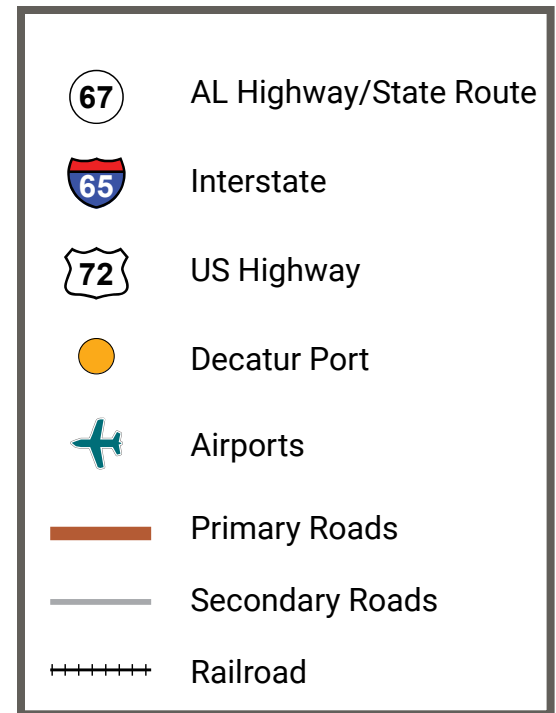 67 AL Highway/State Route
65 Interstate
72 US Highway
Decatur Port
Airports
Primary Roads
Secondary Roads
Railroad